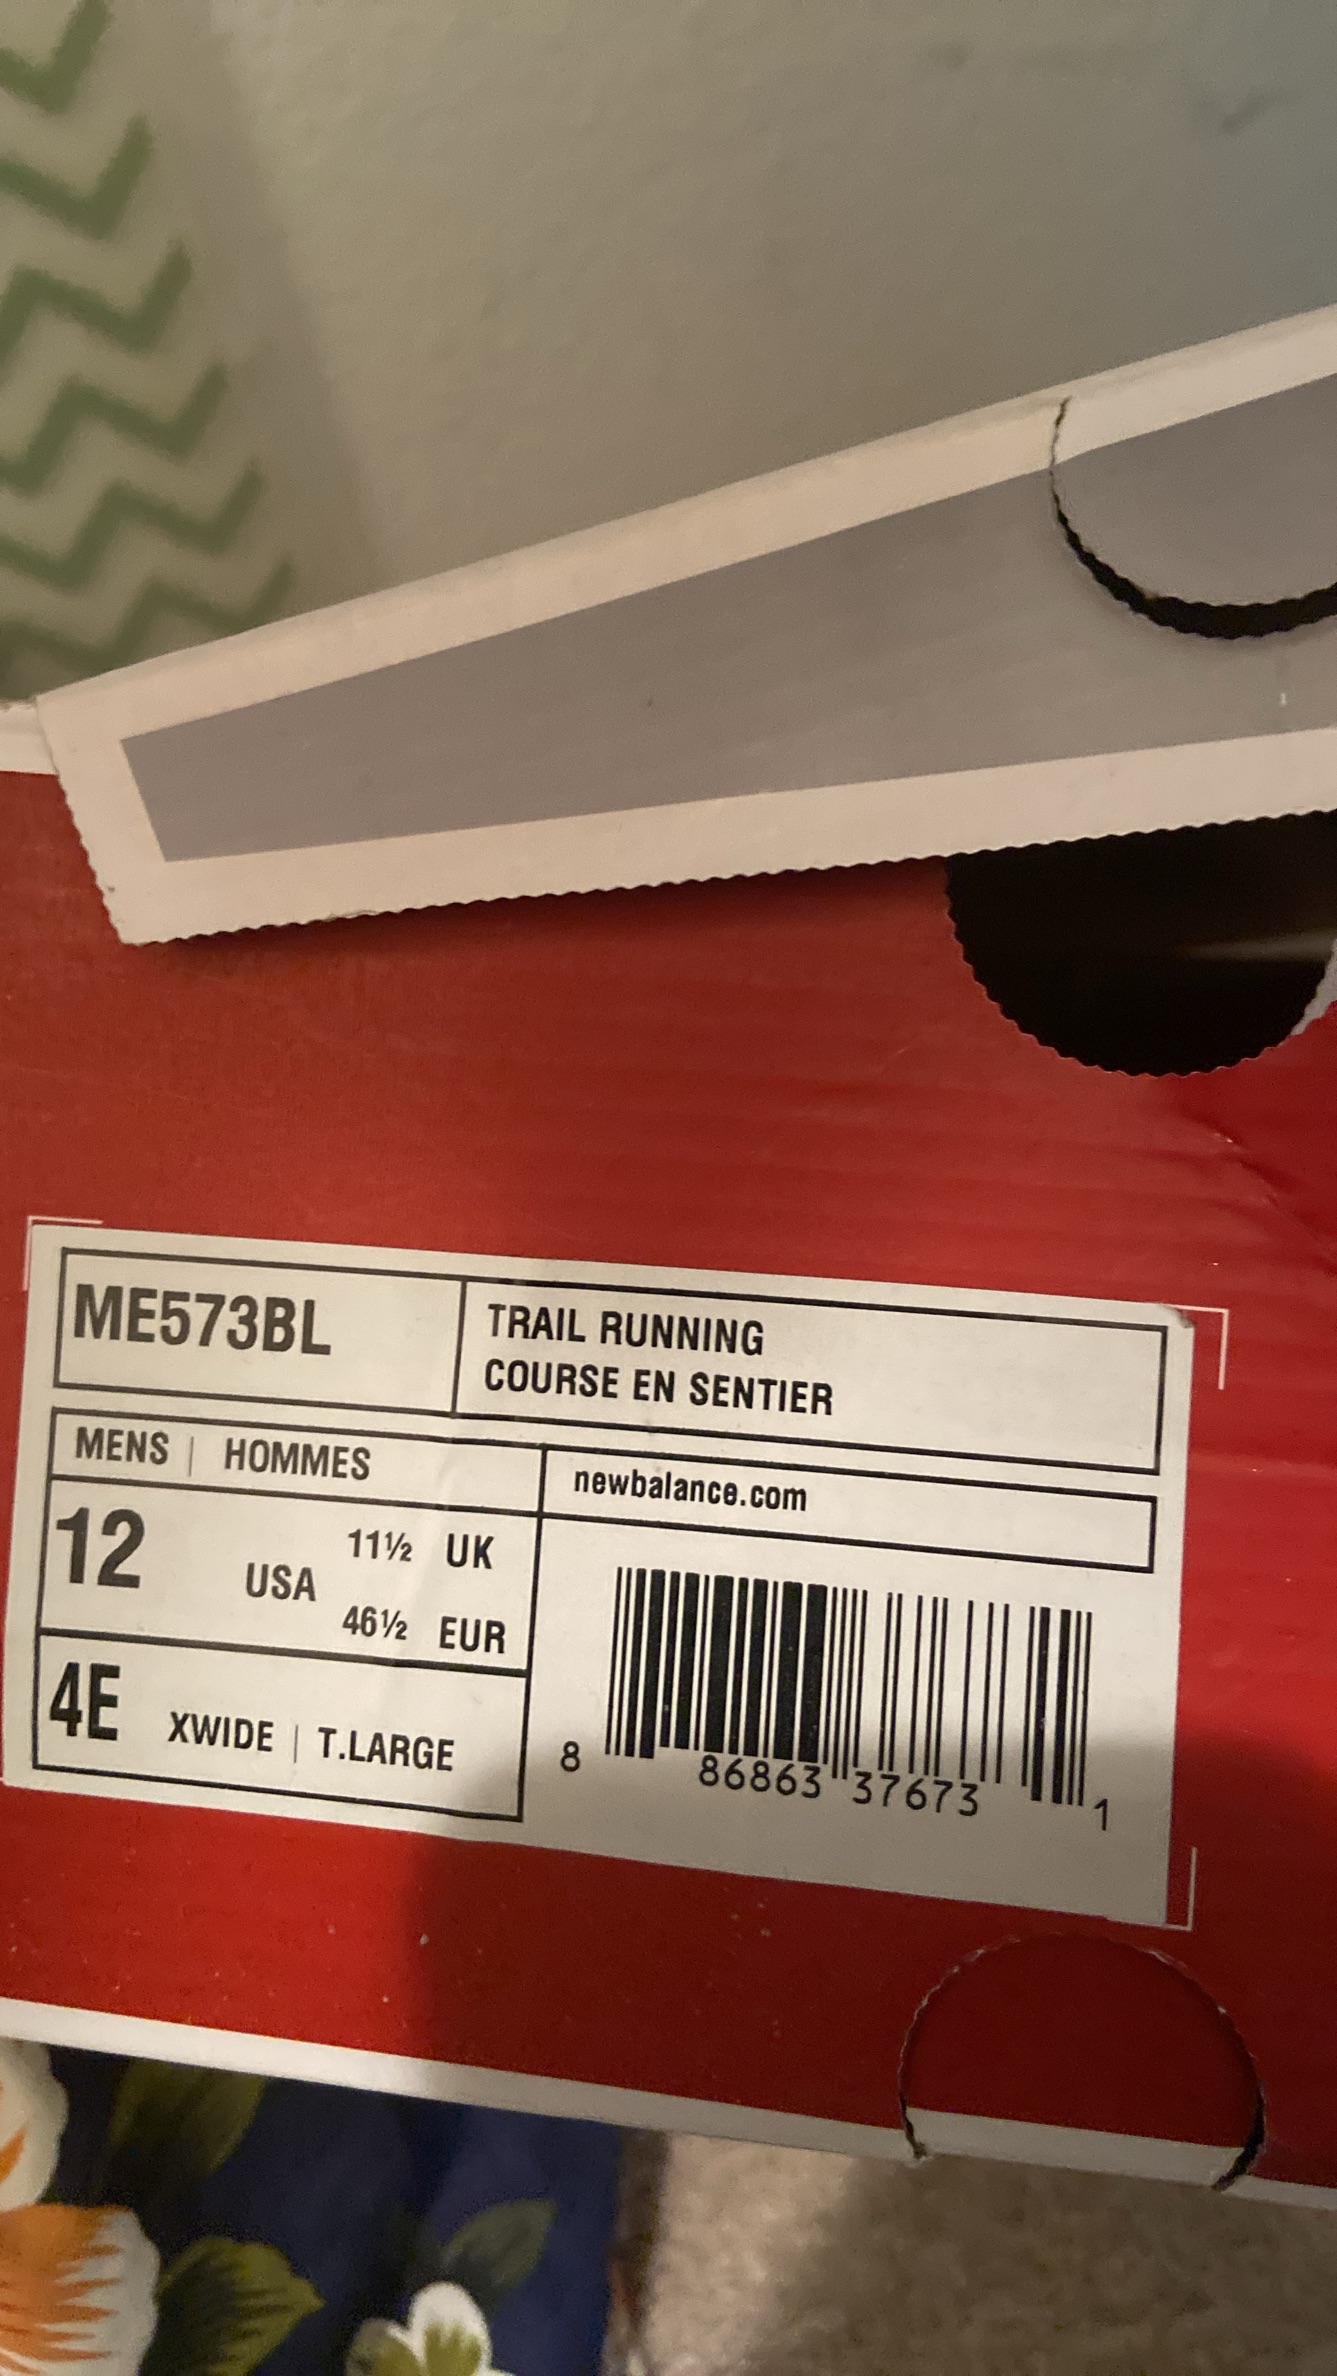 ME573BL
TRAIL RUNNING
COURSE EN SENTIER
MENS | HOMMES
newbalance.com
12 USA
11½ UK
46½ EUR
4E XWIDE | T.LARGE
8 86863 37673 1